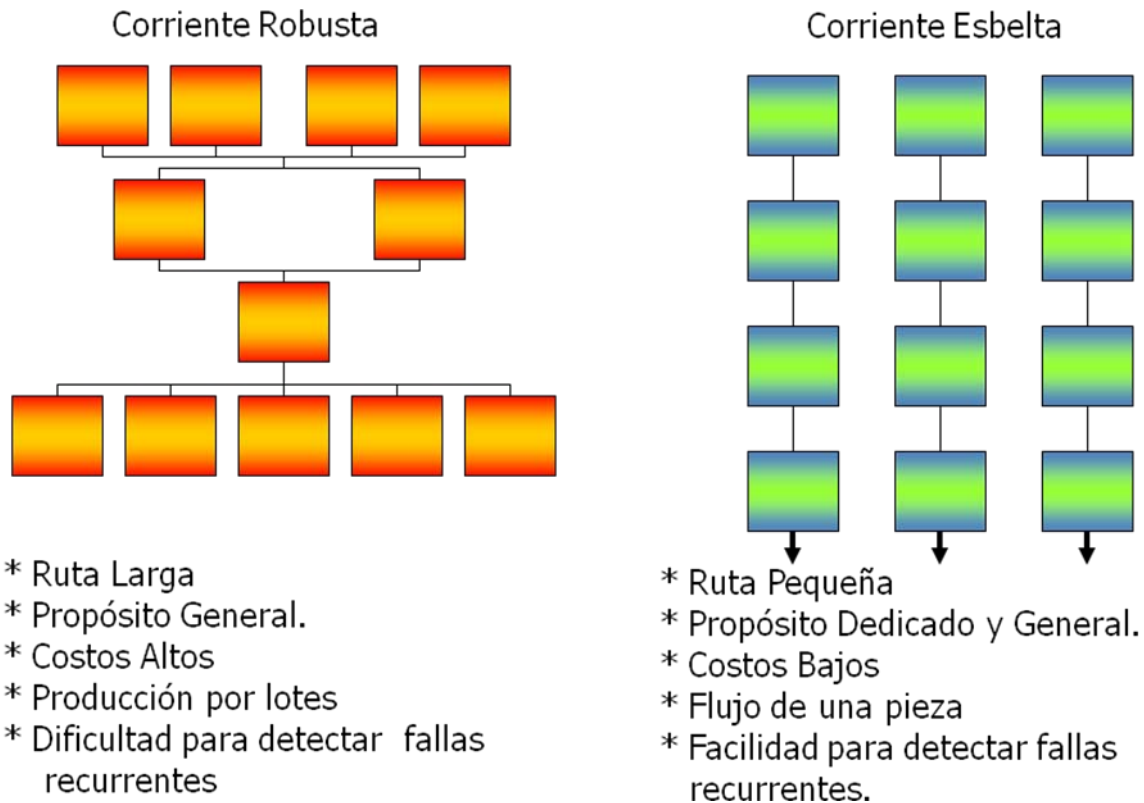 Corriente Robusta
* Ruta Larga
* Propósito General.
* Costos Altos
* Producción por lotes
* Dificultad para detectar fallas
recurrentes
Corriente Esbelta
* Ruta Pequeña
* Propósito Dedicado y General.
* Costos Bajos
* Flujo de una pieza
* Facilidad para detectar fallas
recurrentes.